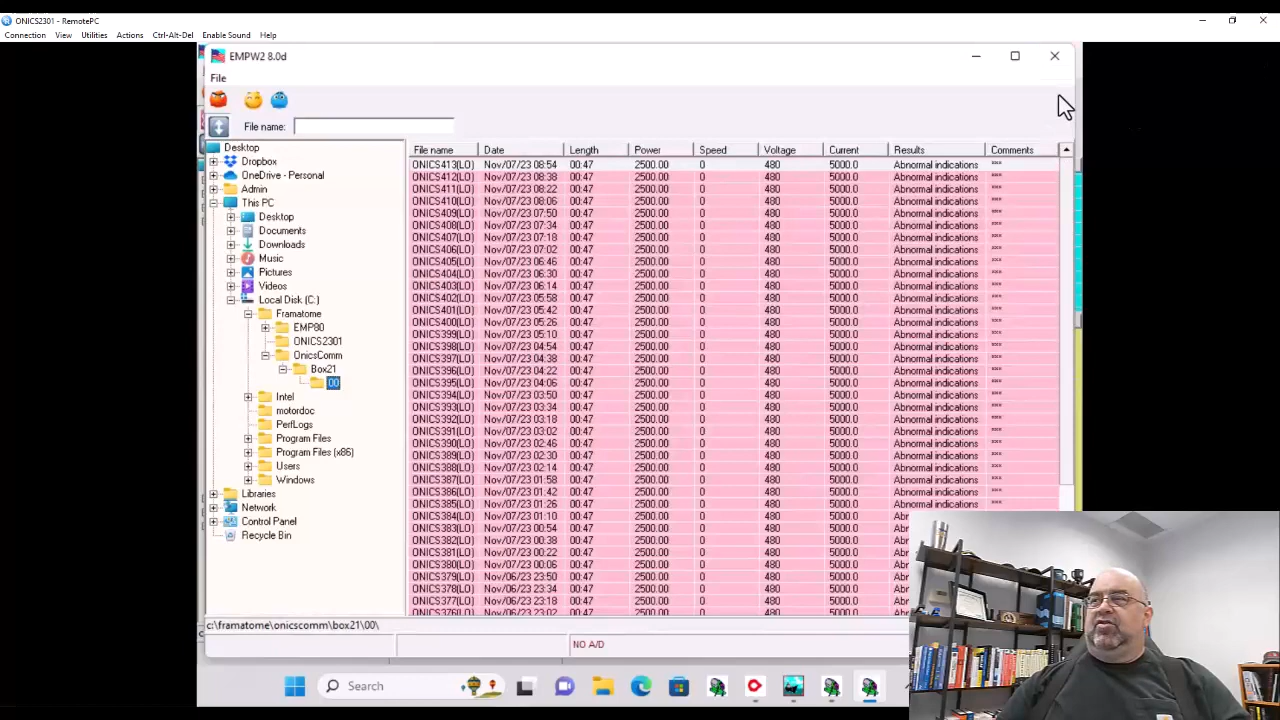 ONICS2301 - RemotePC
Connection View Utilities Actions Ctrl-Alt-Del Enable Sound Help
EMPW2 8.0d
File
File name:
Desktop
Dropbox
OneDrive - Personal
Admin
This PC
Desktop
Documents
Downloads
Music
Pictures
Videos
Local Disk (C:)
Framatome
EMP80
ONICS2301
OnicsComm
Box21
00
Intel
motordoc
PerfLogs
Program Files
Program Files (x86)
Users
Windows
Libraries
Network
Control Panel
Recycle Bin
File name Date Length Power Speed Voltage Current Results Comments
ONICS413(LO) Nov/07/23 08:54 00:47 2500.00 0 480 5000.0 Abnormal indications ***
ONICS412(LO) Nov/07/23 08:38 00:47 2500.00 0 480 5000.0 Abnormal indications ***
ONICS411(LO) Nov/07/23 08:22 00:47 2500.00 0 480 5000.0 Abnormal indications ***
ONICS410(LO) Nov/07/23 08:06 00:47 2500.00 0 480 5000.0 Abnormal indications ***
ONICS409(LO) Nov/07/23 07:50 00:47 2500.00 0 480 5000.0 Abnormal indications ***
ONICS408(LO) Nov/07/23 07:34 00:47 2500.00 0 480 5000.0 Abnormal indications ***
ONICS407(LO) Nov/07/23 07:18 00:47 2500.00 0 480 5000.0 Abnormal indications ***
ONICS406(LO) Nov/07/23 07:02 00:47 2500.00 0 480 5000.0 Abnormal indications ***
ONICS405(LO) Nov/07/23 06:46 00:47 2500.00 0 480 5000.0 Abnormal indications ***
ONICS404(LO) Nov/07/23 06:30 00:47 2500.00 0 480 5000.0 Abnormal indications ***
ONICS403(LO) Nov/07/23 06:14 00:47 2500.00 0 480 5000.0 Abnormal indications ***
ONICS402(LO) Nov/07/23 05:58 00:47 2500.00 0 480 5000.0 Abnormal indications ***
ONICS401(LO) Nov/07/23 05:42 00:47 2500.00 0 480 5000.0 Abnormal indications ***
ONICS400(LO) Nov/07/23 05:26 00:47 2500.00 0 480 5000.0 Abnormal indications ***
ONICS399(LO) Nov/07/23 05:10 00:47 2500.00 0 480 5000.0 Abnormal indications ***
ONICS398(LO) Nov/07/23 04:54 00:47 2500.00 0 480 5000.0 Abnormal indications ***
ONICS397(LO) Nov/07/23 04:38 00:47 2500.00 0 480 5000.0 Abnormal indications ***
ONICS396(LO) Nov/07/23 04:22 00:47 2500.00 0 480 5000.0 Abnormal indications ***
ONICS395(LO) Nov/07/23 04:06 00:47 2500.00 0 480 5000.0 Abnormal indications ***
ONICS394(LO) Nov/07/23 03:50 00:47 2500.00 0 480 5000.0 Abnormal indications ***
ONICS393(LO) Nov/07/23 03:34 00:47 2500.00 0 480 5000.0 Abnormal indications ***
ONICS392(LO) Nov/07/23 03:18 00:47 2500.00 0 480 5000.0 Abnormal indications ***
ONICS391(LO) Nov/07/23 03:02 00:47 2500.00 0 480 5000.0 Abnormal indications ***
ONICS390(LO) Nov/07/23 02:46 00:47 2500.00 0 480 5000.0 Abnormal indications ***
ONICS389(LO) Nov/07/23 02:30 00:47 2500.00 0 480 5000.0 Abnormal indications ***
ONICS388(LO) Nov/07/23 02:14 00:47 2500.00 0 480 5000.0 Abnormal indications ***
ONICS387(LO) Nov/07/23 01:58 00:47 2500.00 0 480 5000.0 Abnormal indications ***
ONICS386(LO) Nov/07/23 01:42 00:47 2500.00 0 480 5000.0 Abnormal indications ***
ONICS385(LO) Nov/07/23 01:26 00:47 2500.00 0 480 5000.0 Abnormal indications ***
ONICS384(LO) Nov/07/23 01:10 00:47 2500.00 0 480 5000.0 Abn
ONICS383(LO) Nov/07/23 00:54 00:47 2500.00 0 480 5000.0 Abn
ONICS382(LO) Nov/07/23 00:38 00:47 2500.00 0 480 5000.0 Abn
ONICS381(LO) Nov/07/23 00:22 00:47 2500.00 0 480 5000.0 Abn
ONICS380(LO) Nov/07/23 00:06 00:47 2500.00 0 480 5000.0 Abn
ONICS379(LO) Nov/06/23 23:50 00:47 2500.00 0 480 5000.0 Abn
ONICS378(LO) Nov/06/23 23:34 00:47 2500.00 0 480 5000.0 Abn
ONICS377(LO) Nov/06/23 23:18 00:47 2500.00 0 480 5000.0 Abn
ONICS376(LO) Nov/06/23 23:02 00:47 2500.00 0 480 5000.0 Abn
c:\framatome\onicscomm\box21\00\
NO A/D
Search